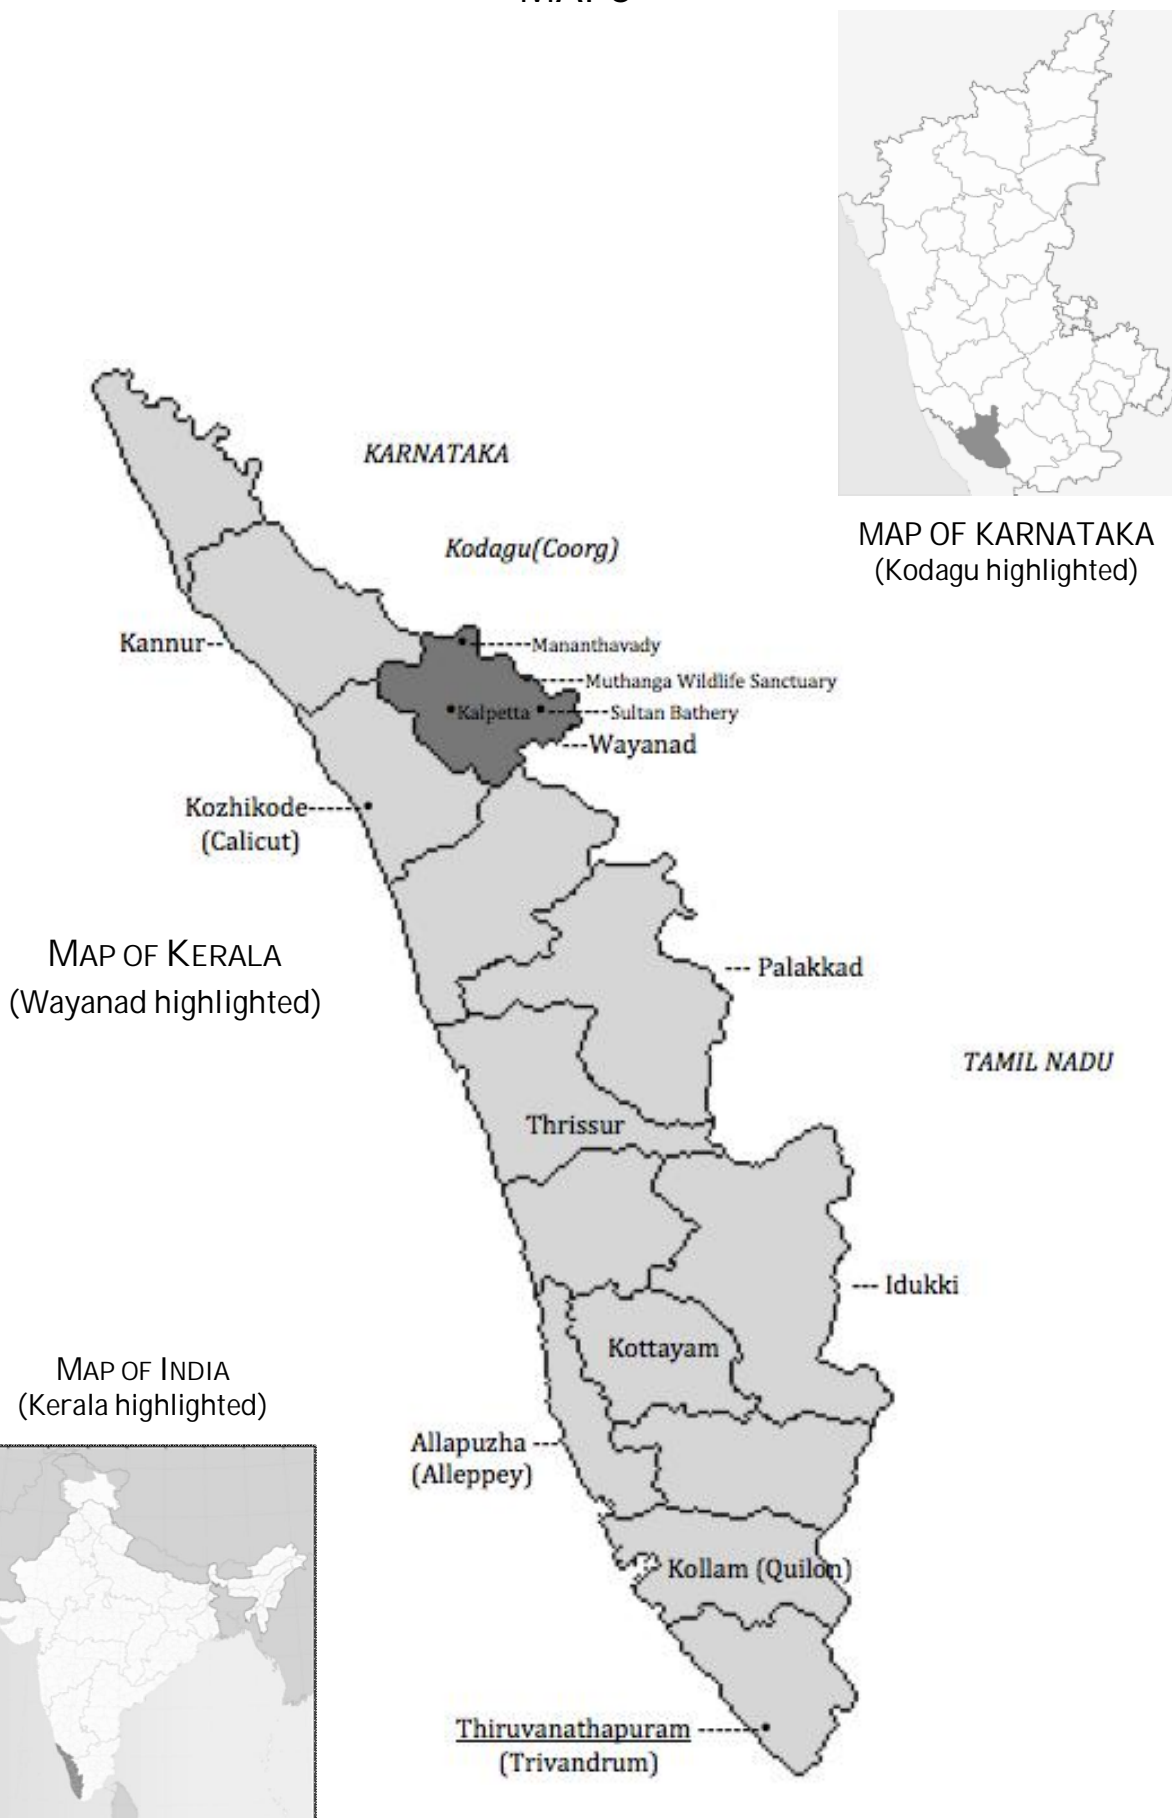 MAPS
KARNATAKA
Kodagu(Coorg)
MAP OF KARNATAKA
(Kodagu highlighted)
Kannur
Mananthavady
Muthanga Wildlife Sanctuary
Kalpetta
Sultan Bathery
Wayanad
Kozhikode
(Calicut)
MAP OF KERALA
(Wayanad highlighted)
Palakkad
TAMIL NADU
Thrissur
Idukki
Kottayam
MAP OF INDIA
(Kerala highlighted)
Allapuzha
(Alleppey)
Kollam (Quilon)
Thiruvanathapuram
(Trivandrum)